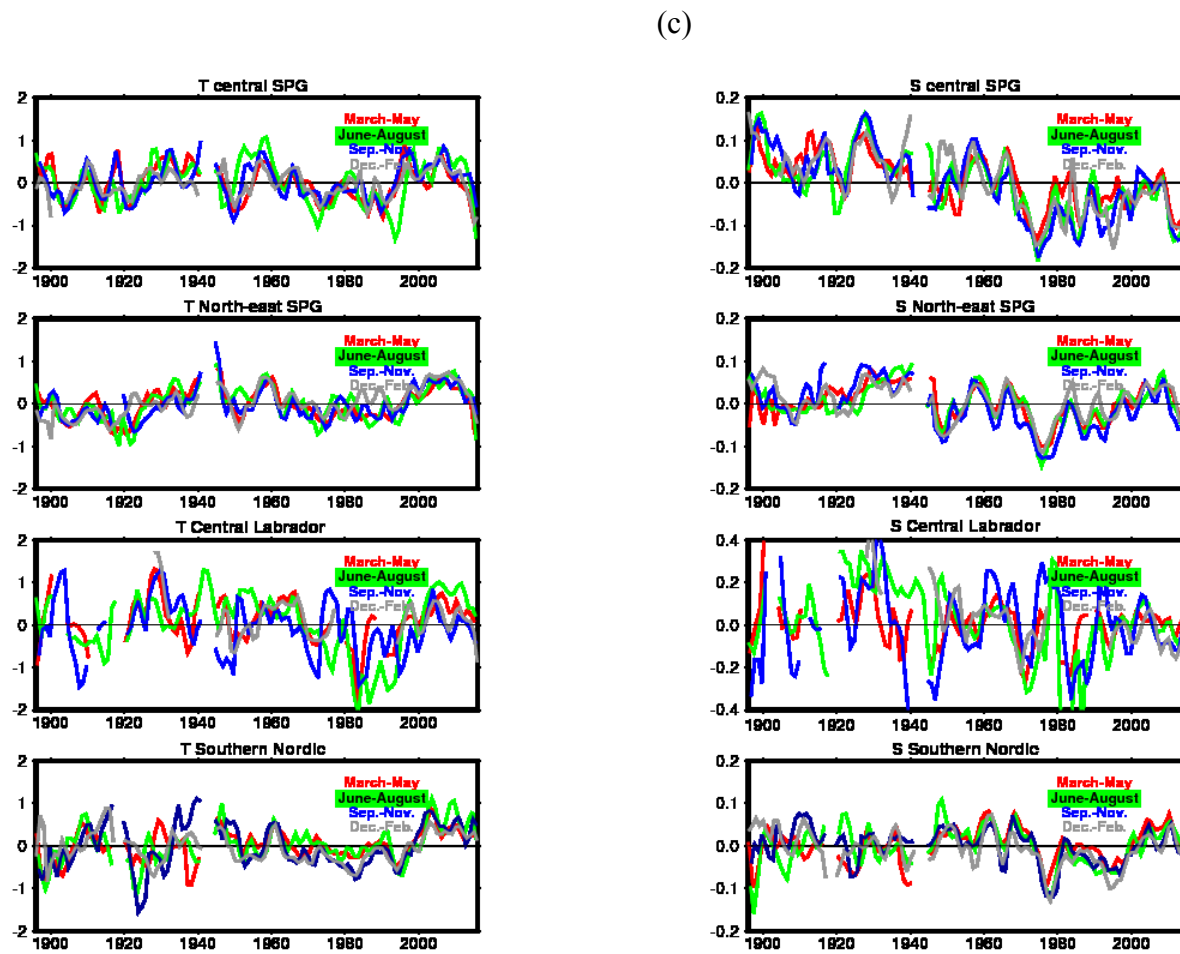 (c)
T central SPG
2
1
0
-1
-2
March-May
June-August
Sep.-Nov.
Dec.-Feb.
1900 1920 1940 1960 1980 2000
T North-east SPG
2
1
0
-1
-2
March-May
June-August
Sep.-Nov.
Dec.-Feb.
1900 1920 1940 1960 1980 2000
T Central Labrador
2
1
0
-1
-2
March-May
June-August
Sep.-Nov.
Dec.-Feb.
1900 1920 1940 1960 1980 2000
T Southern Nordic
2
1
0
-1
-2
March-May
June-August
Sep.-Nov.
Dec.-Feb.
1900 1920 1940 1960 1980 2000
S central SPG
0.2
0.1
0.0
-0.1
-0.2
March-May
June-August
Sep.-Nov.
Dec.-Feb.
1900 1920 1940 1960 1980 2000
S North-east SPG
0.2
0.1
0.0
-0.1
-0.2
March-May
June-August
Sep.-Nov.
Dec.-Feb.
1900 1920 1940 1960 1980 2000
S Central Labrador
0.4
0.2
0.0
-0.2
-0.4
March-May
June-August
Sep.-Nov.
Dec.-Feb.
1900 1920 1940 1960 1980 2000
S Southern Nordic
0.2
0.1
0.0
-0.1
-0.2
March-May
June-August
Sep.-Nov.
Dec.-Feb.
1900 1920 1940 1960 1980 2000